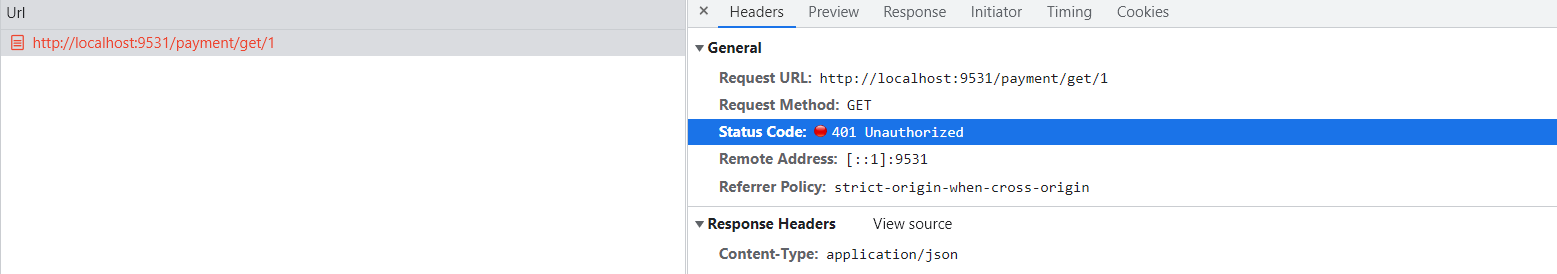 Url
http://localhost:9531/payment/get/1
× Headers Preview Response Initiator Timing Cookies
▼General
Request URL: http://localhost:9531/payment/get/1
Request Method: GET
Status Code: 401 Unauthorized
Remote Address: [::1]:9531
Referrer Policy: strict-origin-when-cross-origin
▼Response Headers View source
Content-Type: application/json